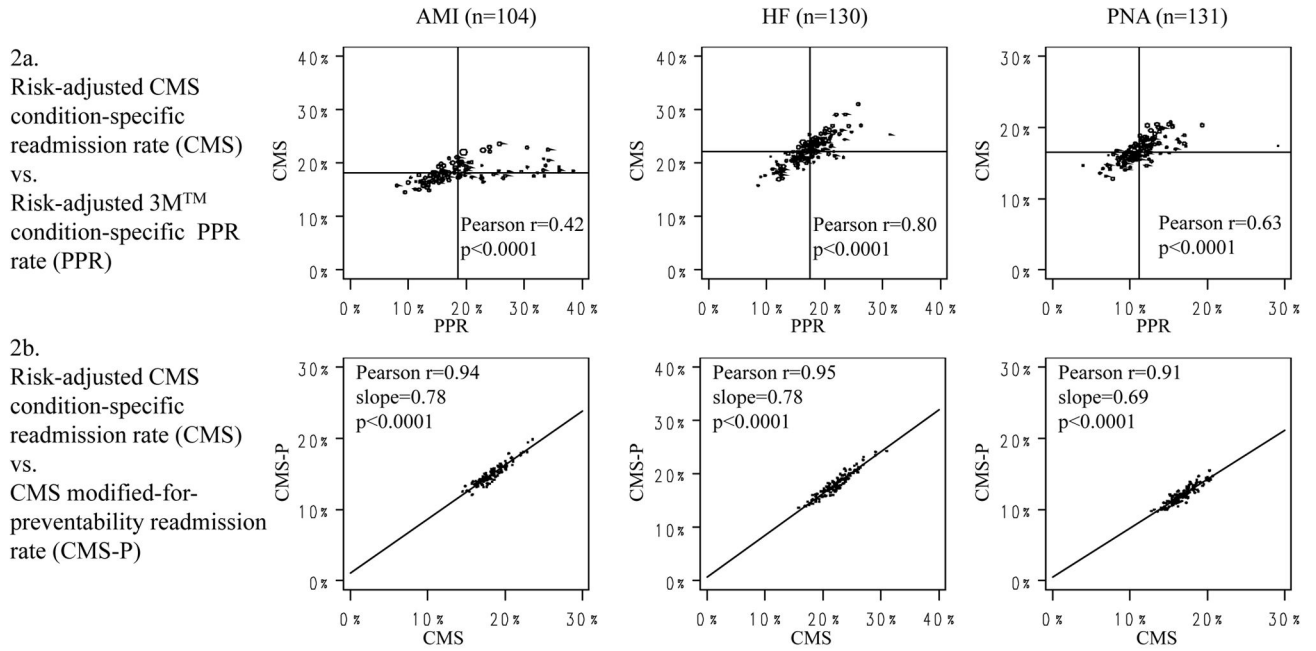 AMI (n=104)
HF (n=130)
PNA (n=131)
2a.
Risk-adjusted CMS
condition-specific
readmission rate (CMS)
vs.
Risk-adjusted 3M™
condition-specific PPR
rate (PPR)
40%
30%
20%
10%
0%
CMS
Pearson r=0.42
p<0.0001
0% 10% 20% 30% 40%
PPR
40%
30%
20%
10%
0%
CMS
Pearson r=0.80
p<0.0001
0% 10% 20% 30% 40%
PPR
30%
20%
10%
0%
CMS
Pearson r=0.63
p<0.0001
0% 10% 20% 30%
PPR
2b.
Risk-adjusted CMS
condition-specific
readmission rate (CMS)
vs.
CMS modified-for-
preventability readmission
rate (CMS-P)
30%
20%
10%
0%
CMS-P
Pearson r=0.94
slope=0.78
p<0.0001
0% 10% 20% 30%
CMS
40%
30%
20%
10%
0%
CMS-P
Pearson r=0.95
slope=0.78
p<0.0001
0% 10% 20% 30% 40%
CMS
30%
20%
10%
0%
CMS-P
Pearson r=0.91
slope=0.69
p<0.0001
0% 10% 20% 30%
CMS